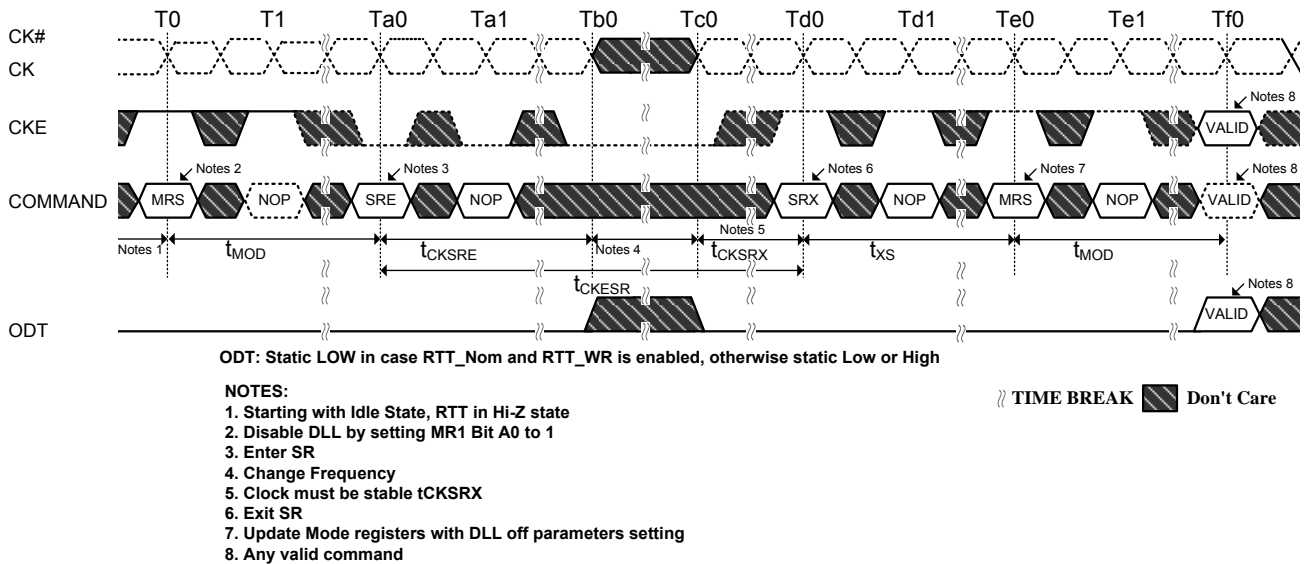 T0 T1 Ta0 Ta1 Tb0 Tc0 Td0 Td1 Te0 Te1 Tf0
CK#
CK
Notes 8
CKE VALID
Notes 2 Notes 3 Notes 6 Notes 7 Notes 8
COMMAND MRS NOP SRE NOP SRX NOP MRS NOP VALID
Notes 1 tMOD tCKSRE Notes 4 Notes 5 tCKSRX tXS tMOD
tCKESR
Notes 8
ODT VALID
ODT: Static LOW in case RTT_Nom and RTT_WR is enabled, otherwise static Low or High
NOTES:
1. Starting with Idle State, RTT in Hi-Z state
2. Disable DLL by setting MR1 Bit A0 to 1
3. Enter SR
4. Change Frequency
5. Clock must be stable tCKSRX
6. Exit SR
7. Update Mode registers with DLL off parameters setting
8. Any valid command
TIME BREAK Don't Care